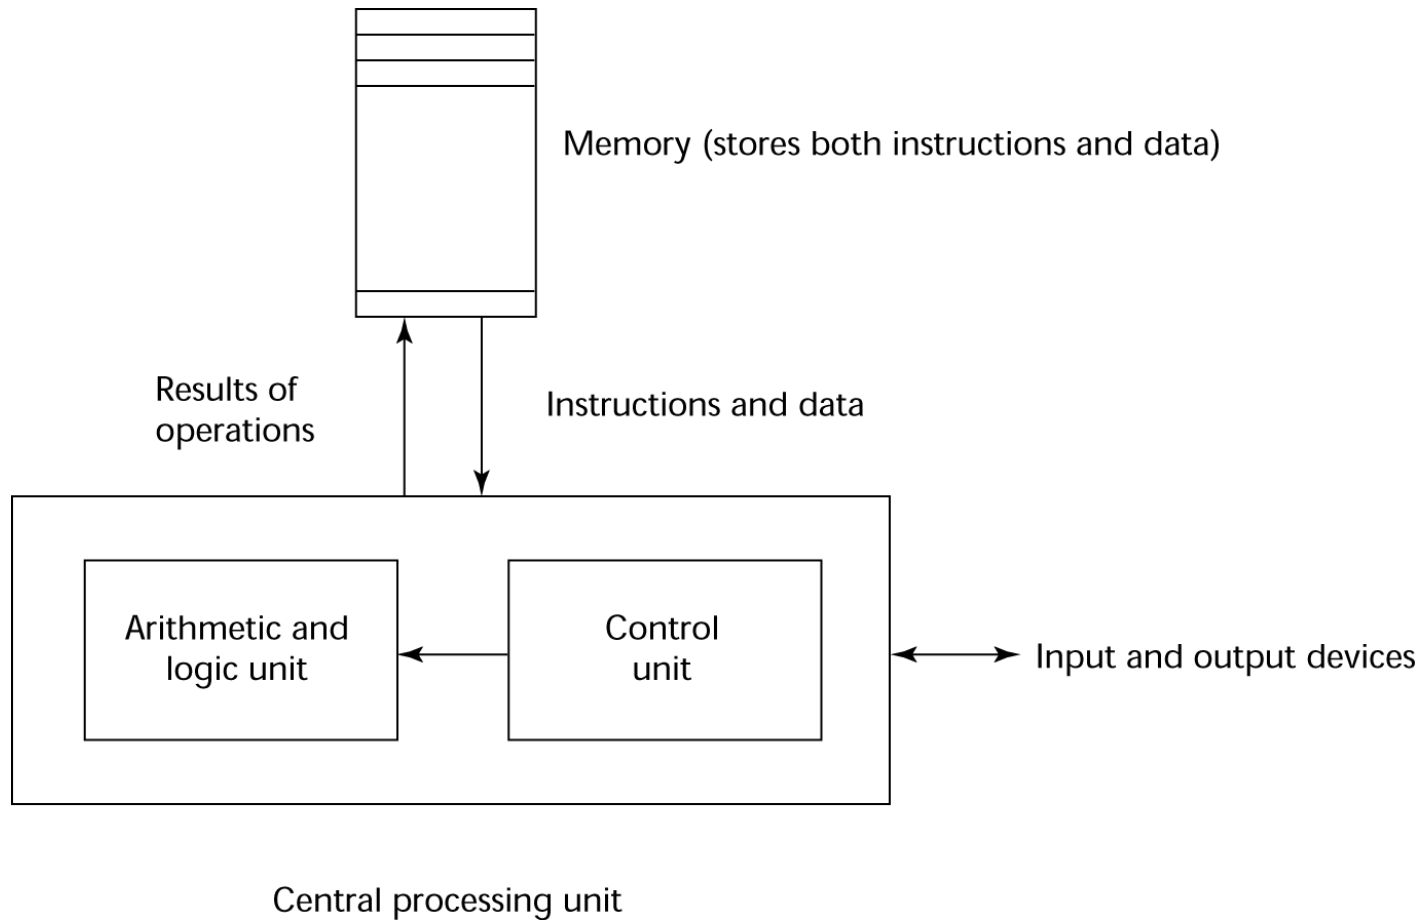 Memory (stores both instructions and data)
Results of
operations
Instructions and data
Arithmetic and
logic unit
Control
unit
Input and output devices
Central processing unit